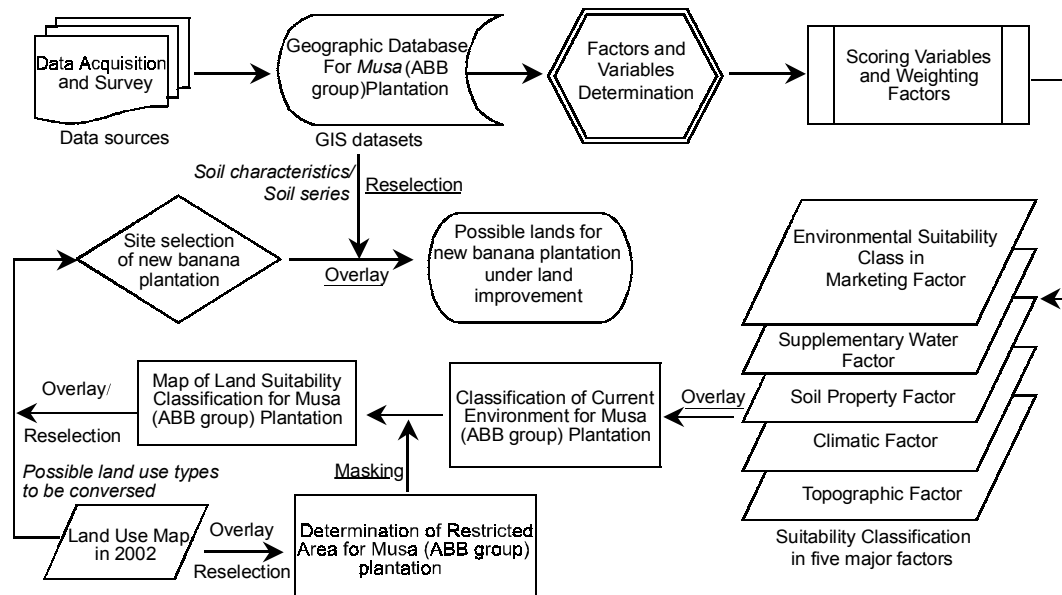 Data Acquisition
and Survey
Data sources
Geographic Database
For Musa (ABB
group)Plantation
GIS datasets
Factors and
Variables
Determination
Scoring Variables
and Weighting
Factors
Soil characteristics/
Soil series
Reselection
Site selection
of new banana
plantation
Overlay
Possible lands for
new banana plantation
under land
improvement
Environmental Suitability
Class in
Marketing Factor
Supplementary Water
Factor
Soil Property Factor
Climatic Factor
Topographic Factor
Suitability Classification
in five major factors
Overlay
Classification of Current
Environment for Musa
(ABB group) Plantation
Map of Land Suitability
Classification for Musa
(ABB group) Plantation
Overlay/
Reselection
Masking
Possible land use types
to be conversed
Land Use Map
in 2002
Overlay
Reselection
Determination of Restricted
Area for Musa (ABB group)
plantation